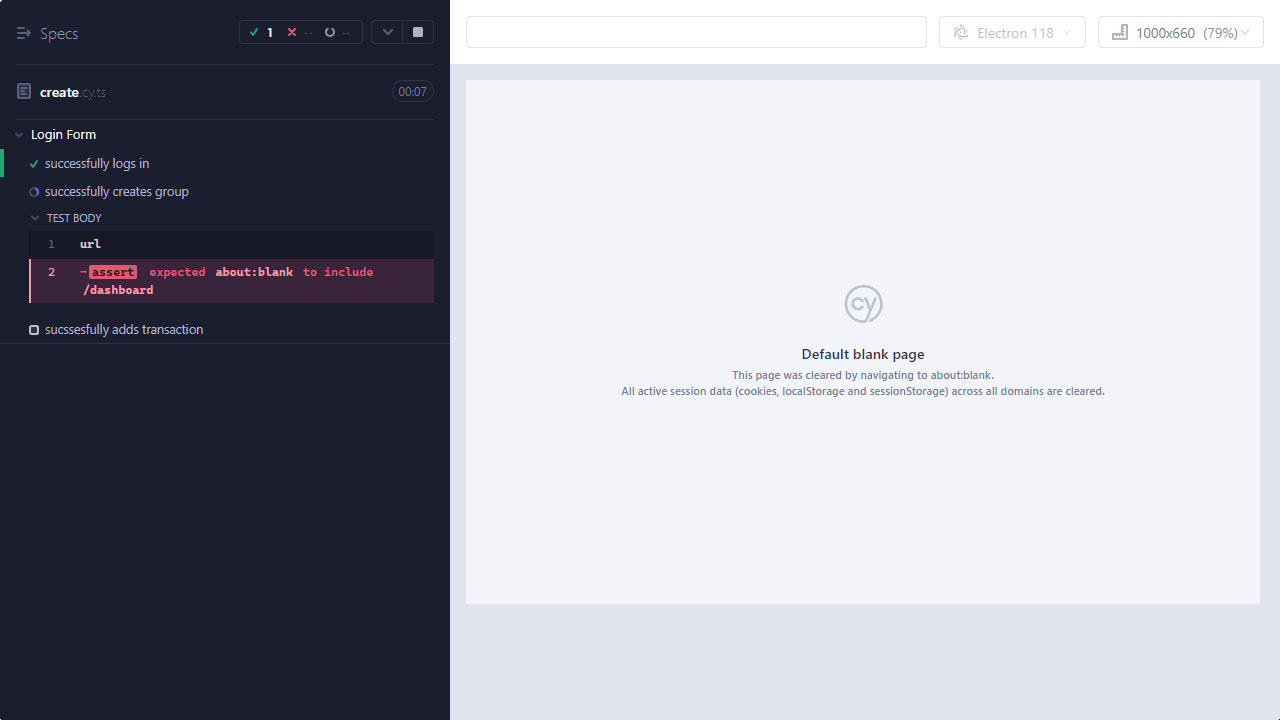 Specs
1 -- --
create.cy.ts
00:07
Login Form
successfully logs in
successfully creates group
TEST BODY
1 url
2 -assert expected about:blank to include
/dashboard
sucssesfully adds transaction
Electron 118
1000x660 (79%)
cy
Default blank page
This page was cleared by navigating to about:blank.
All active session data (cookies, localStorage and sessionStorage) across all domains are cleared.